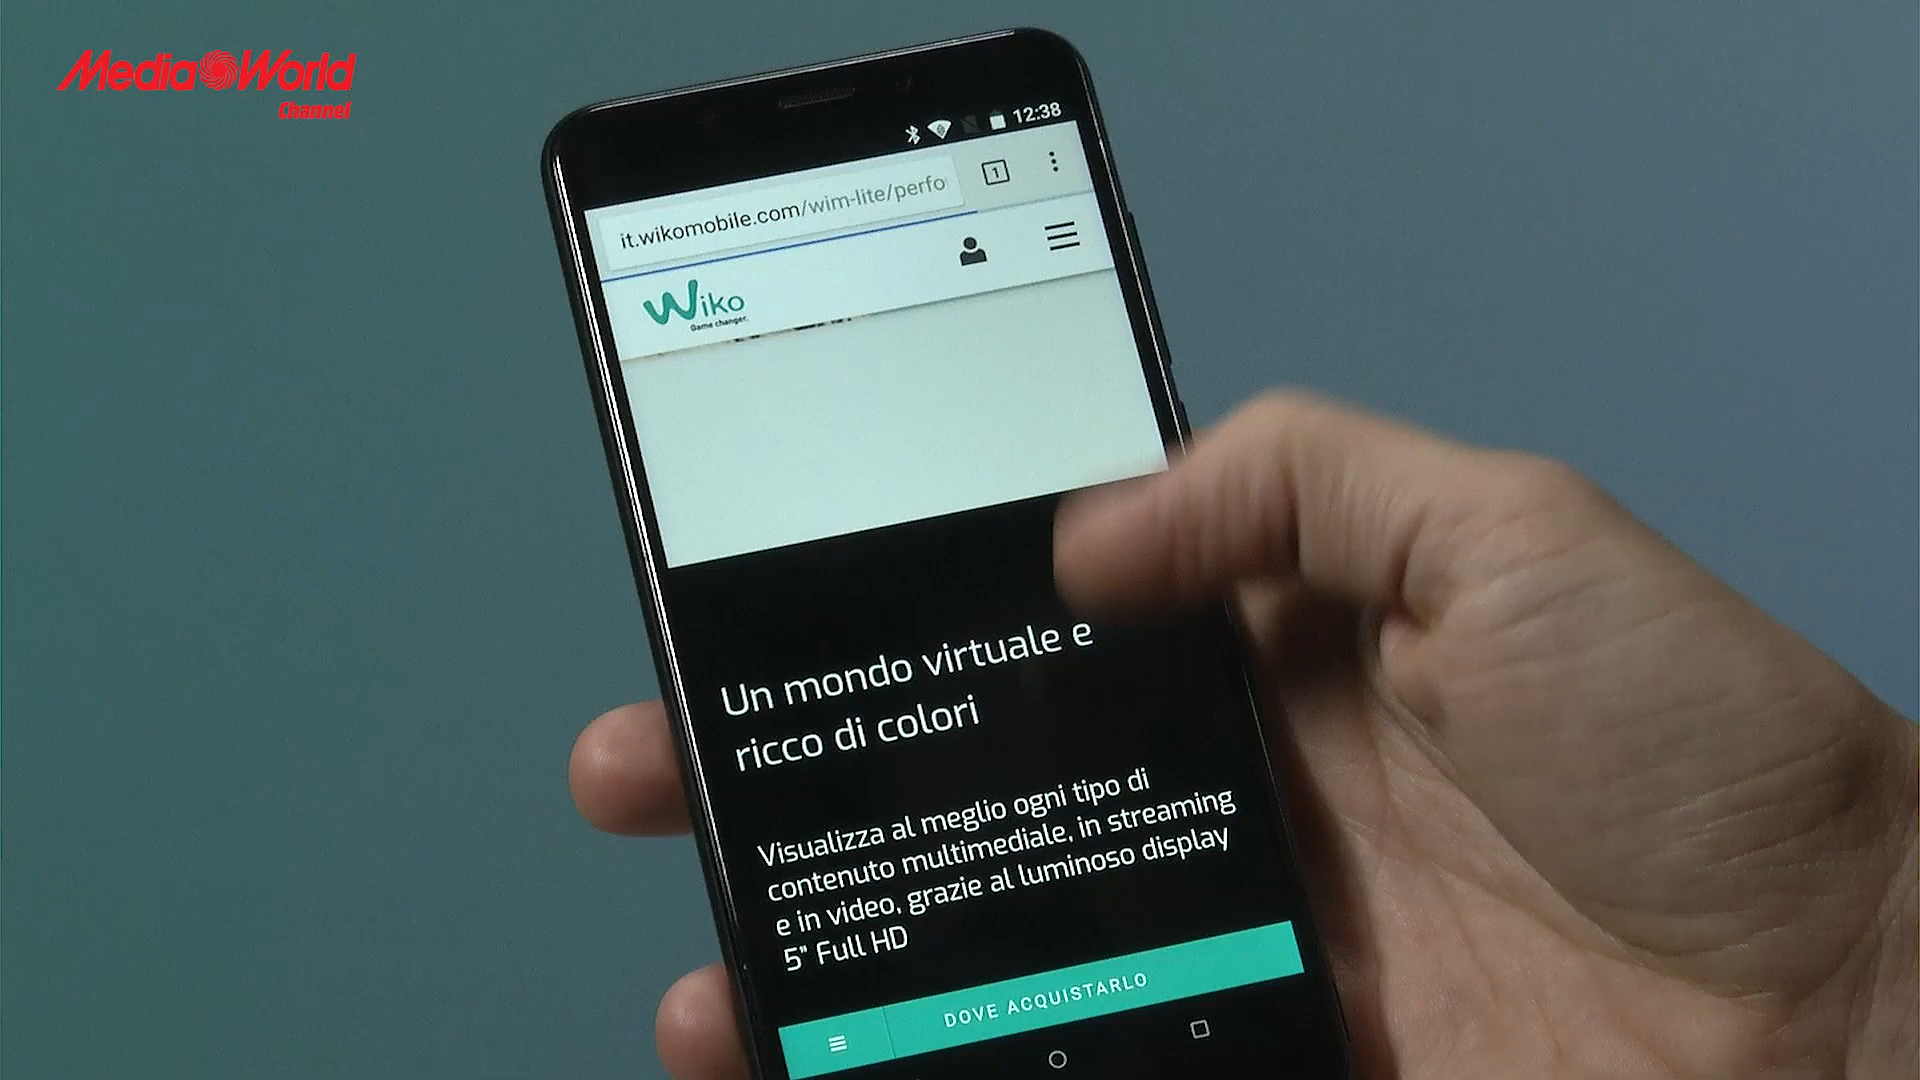 MediaWorld
Channel
12:38
it.wikomobile.com/wim-lite/perfo
1
Wiko
Game changer.
Un mondo virtuale e
ricco di colori
Visualizza al meglio ogni tipo di
contenuto multimediale, in streaming
e in video, grazie al luminoso display
5" Full HD
DOVE ACQUISTARLO